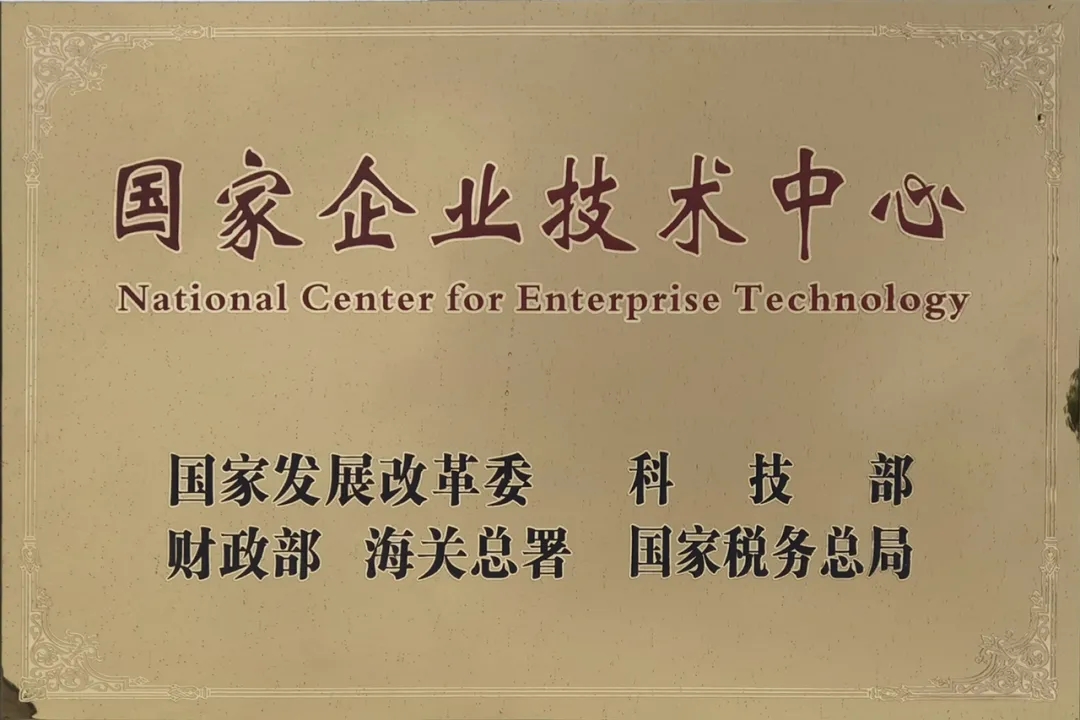 国家企业技术中心
National Center for Enterprise Technology
国家发展改革委 科技部
财政部 海关总署 国家税务总局